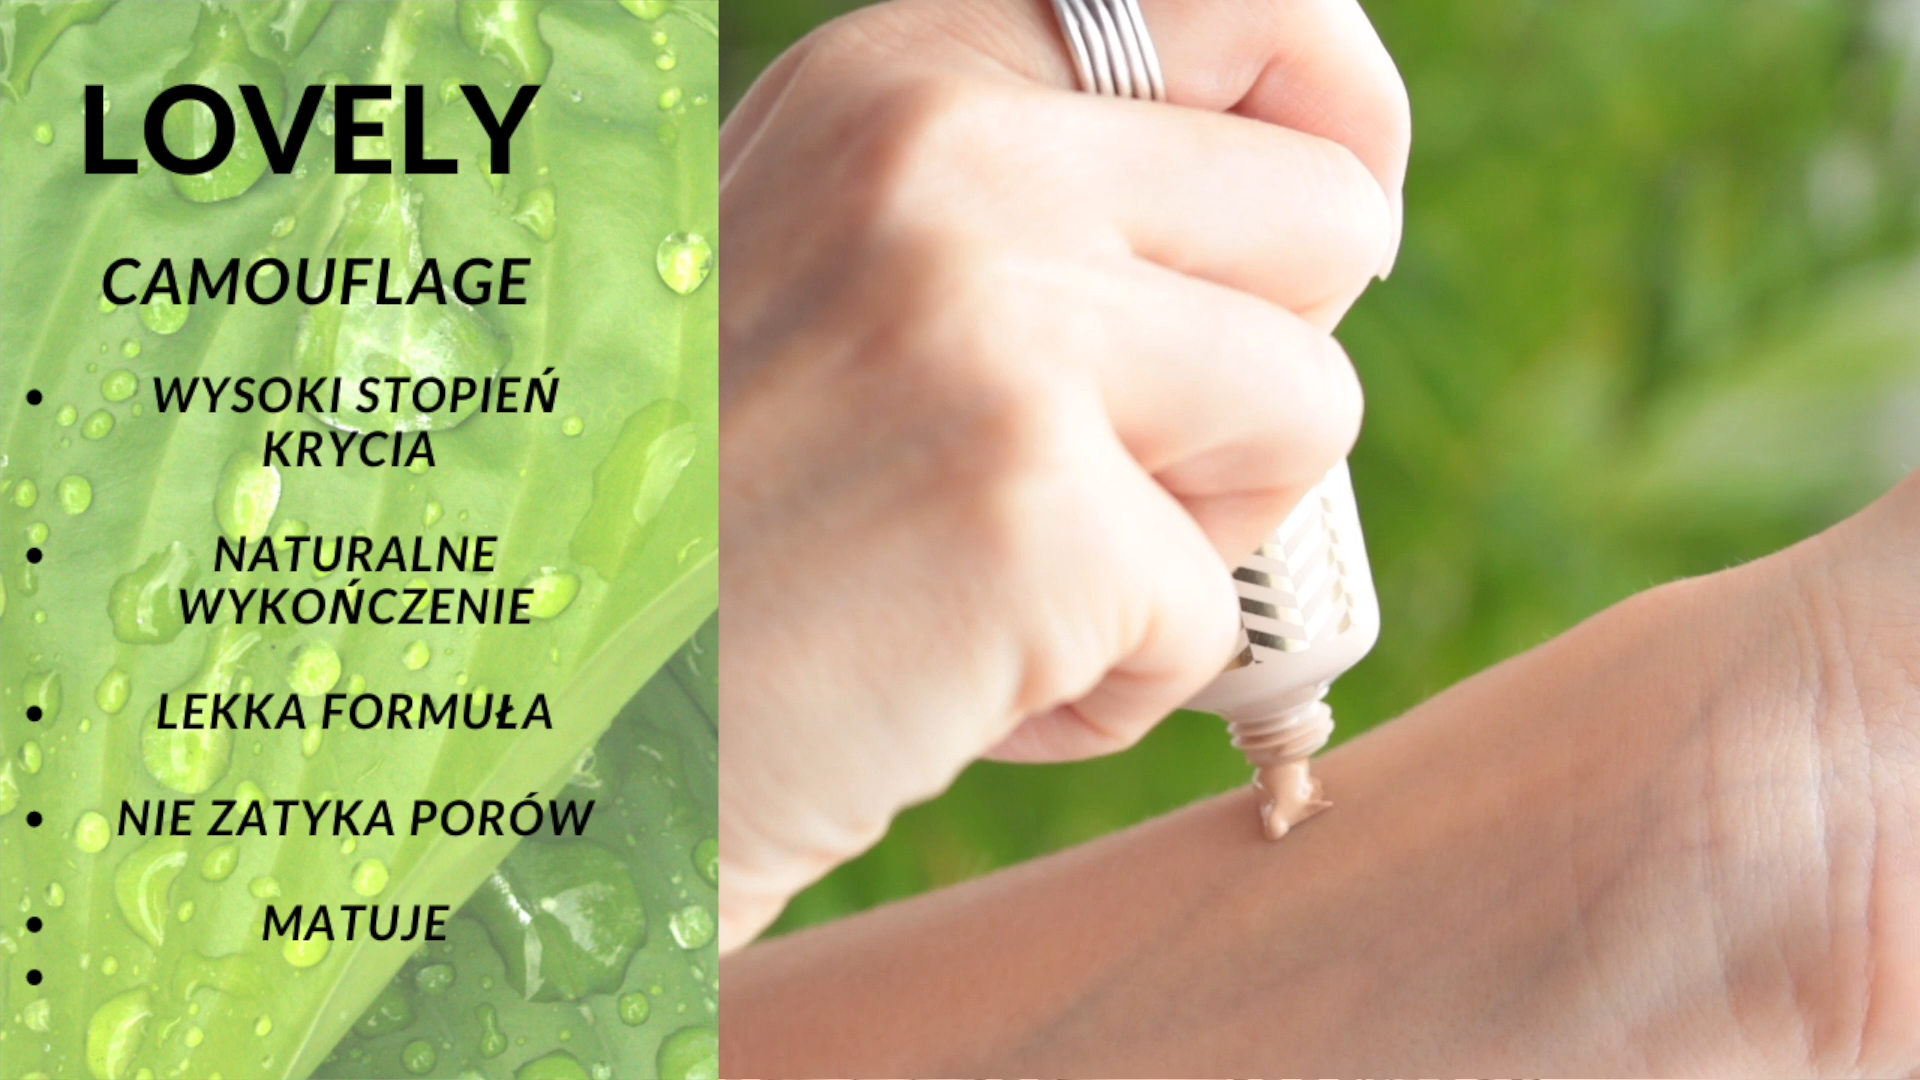 LOVELY
CAMOUFLAGE
• WYSOKI STOPIEŃ
KRYCIA
• NATURALNE
WYKOŃCZENIE
• LEKKA FORMUŁA
• NIE ZATYKA PORÓW
• MATUJE
•